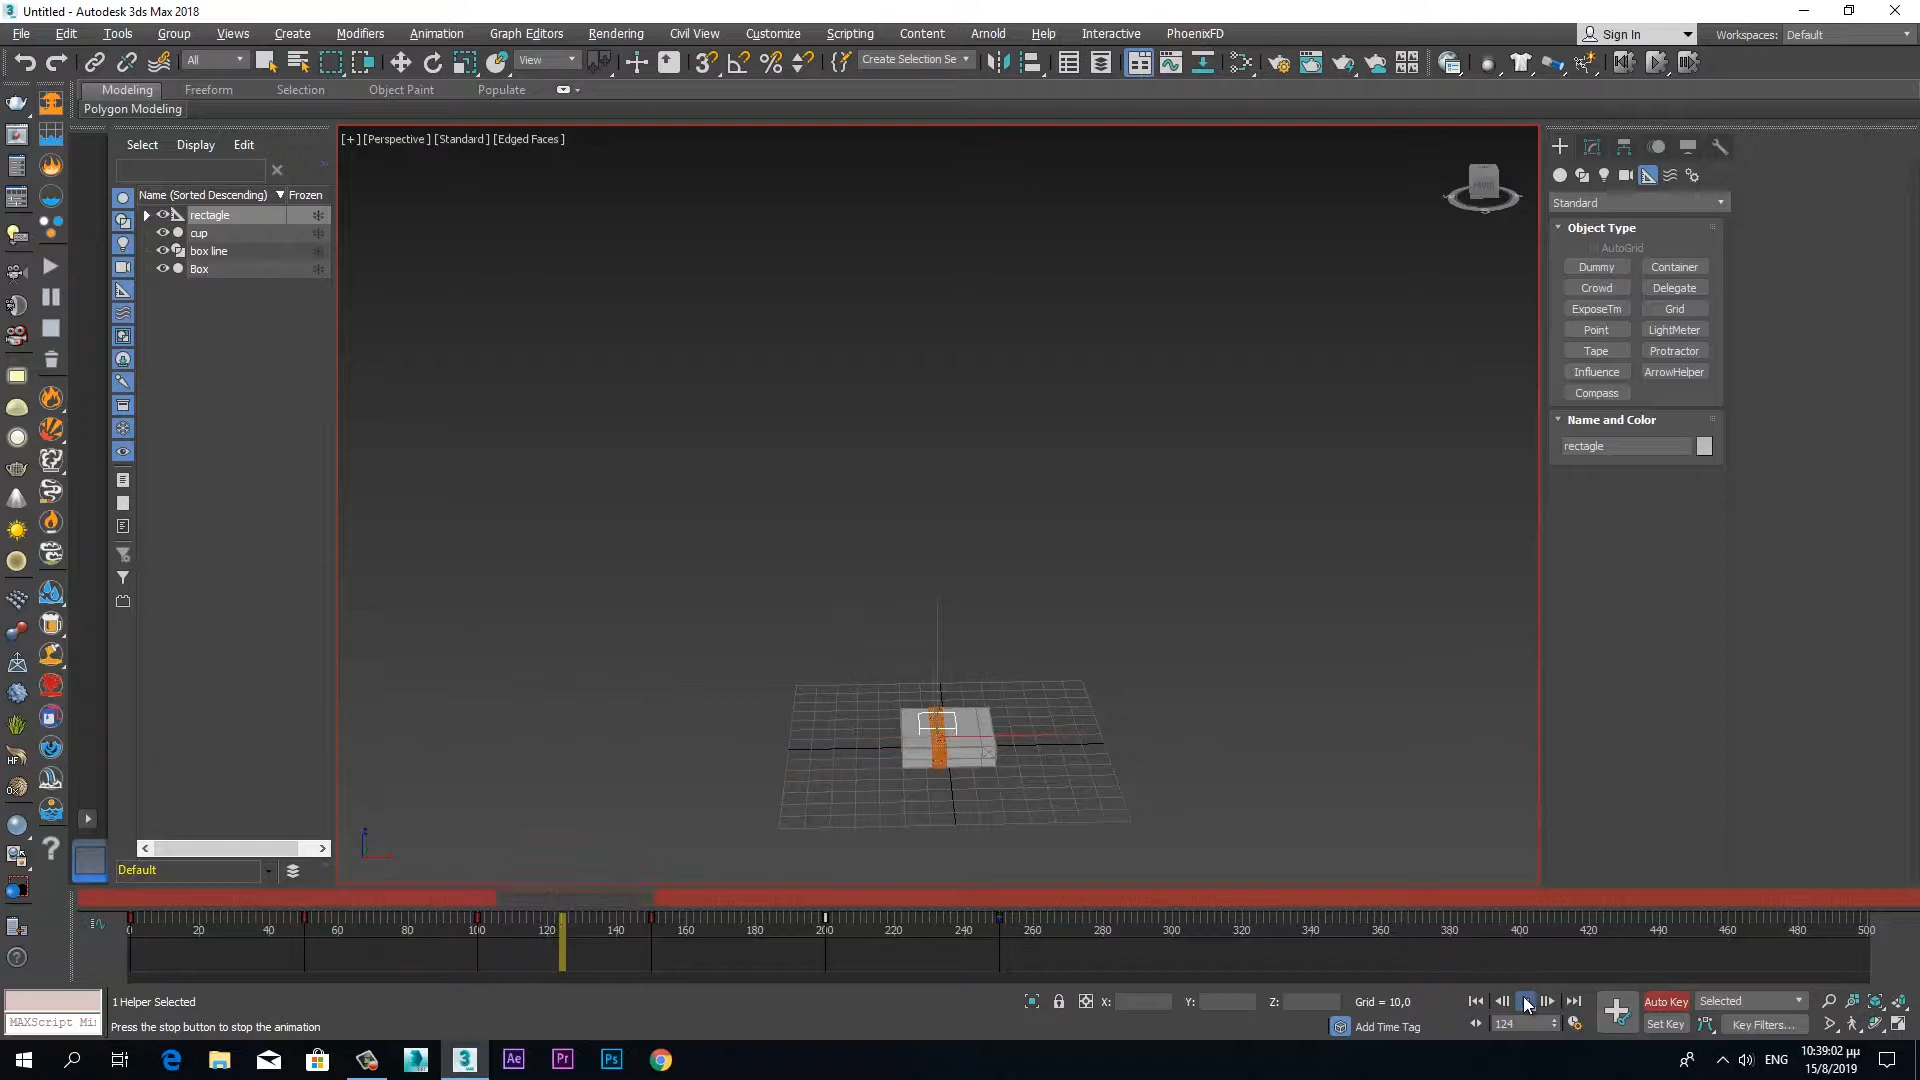 Untitled - Autodesk 3ds Max 2018
File Edit Tools Group Views Create Modifiers Animation Graph Editors Rendering Civil View Customize Scripting Content Arnold Help Interactive PhoenixFD
Sign In Workspaces: Default
All View Create Selection Se
Modeling Freeform Selection Object Paint Populate
Polygon Modeling
Select Display Edit
[+] [Perspective] [Standard] [Edged Faces]
Name (Sorted Descending) Frozen
rectagle
cup
box line
Box
Standard
Object Type
AutoGrid
Dummy Container
Crowd Delegate
ExposeTm Grid
Point LightMeter
Tape Protractor
Influence ArrowHelper
Compass
Name and Color
rectagle
Default
0 20 40 60 80 100 120 140 160 180 200 220 240 260 280 300 320 340 360 380 400 420 440 460 480 500
1 Helper Selected X: Y: Z: Grid = 10,0 Auto Key Selected
MAXScript Mi Press the stop button to stop the animation Add Time Tag 124 Set Key Key Filters...
Ae Pr Ps ENG 10:39:02 μμ
15/8/2019